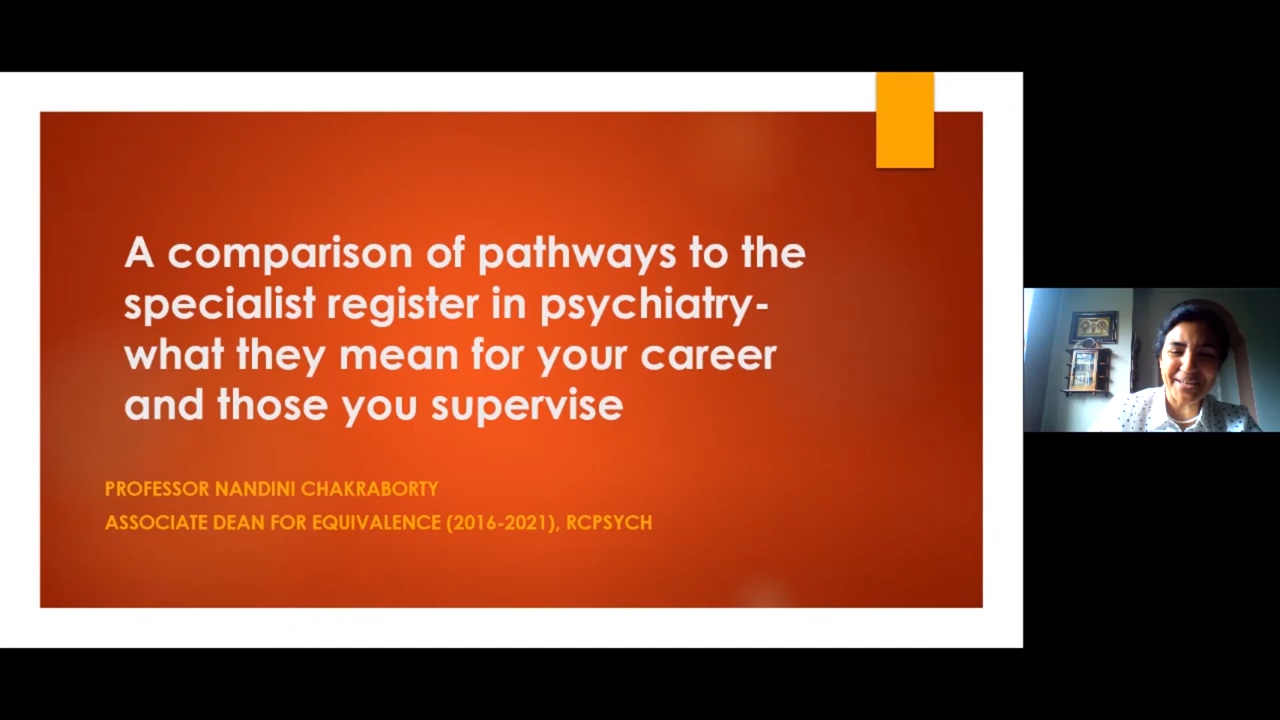 A comparison of pathways to the
specialist register in psychiatry-
what they mean for your career
and those you supervise
PROFESSOR NANDINI CHAKRABORTY
ASSOCIATE DEAN FOR EQUIVALENCE (2016-2021), RCPSYCH